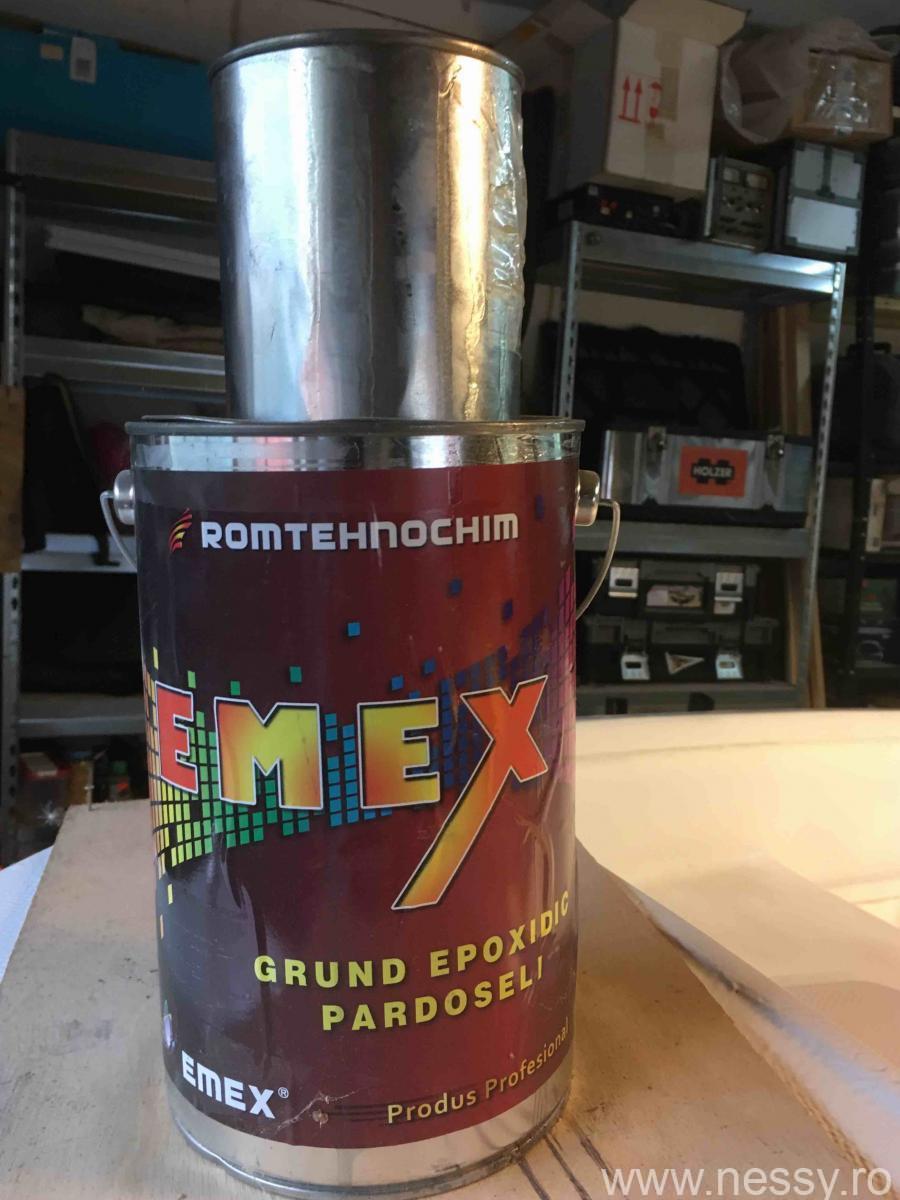 HOLZER
ROMTEHNOCHIM
EMEX
GRUND EPOXIDIC
PARDOSELI
EMEX®
Produs Profesional
www.nessy.ro